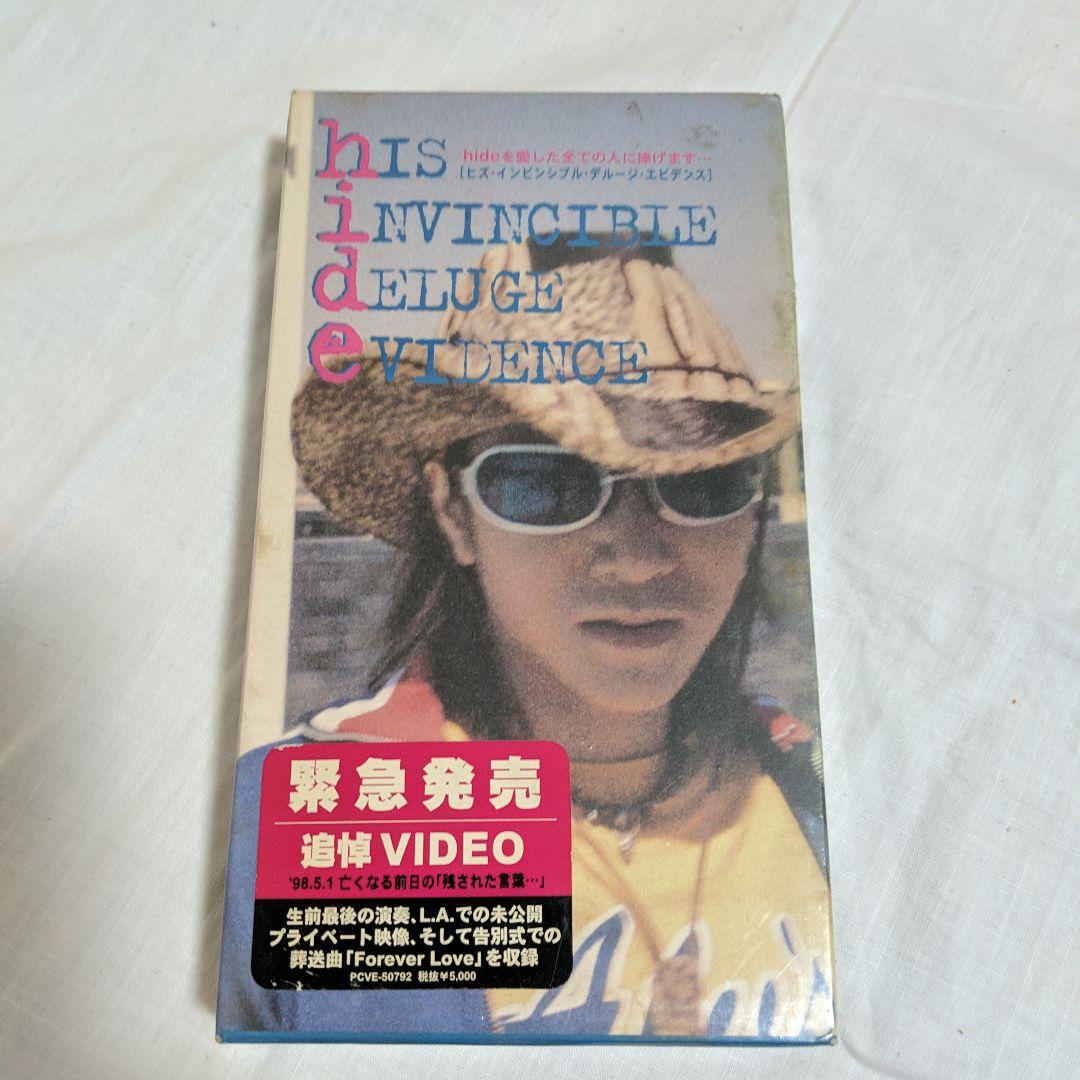 hIS
hideを愛した全ての人に捧げます…
[ヒズ・インビンシブル・デルージ・エビデンス]
iNVINCIBLE
dELUGE
eVIDENCE
緊急発売
追悼VIDEO
'98.5.1 亡くなる前日の「残された言葉…」
生前最後の演奏、L.A.での未公開
プライベート映像、そして告別式での
葬送曲「Forever Love」を収録
PCVE-50792 税抜¥5,000